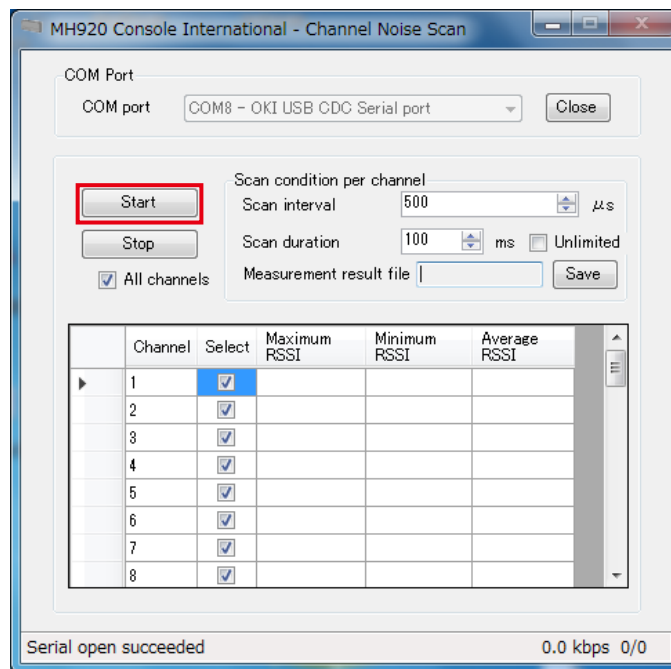 MH920 Console International - Channel Noise Scan
COM Port
COM port COM8 - OKI USB CDC Serial port Close
Scan condition per channel
Start Scan interval 500 μs
Stop Scan duration 100 ms Unlimited
All channels Measurement result file Save
Channel Select Maximum RSSI Minimum RSSI Average RSSI
1
2
3
4
5
6
7
8
Serial open succeeded 0.0 kbps 0/0